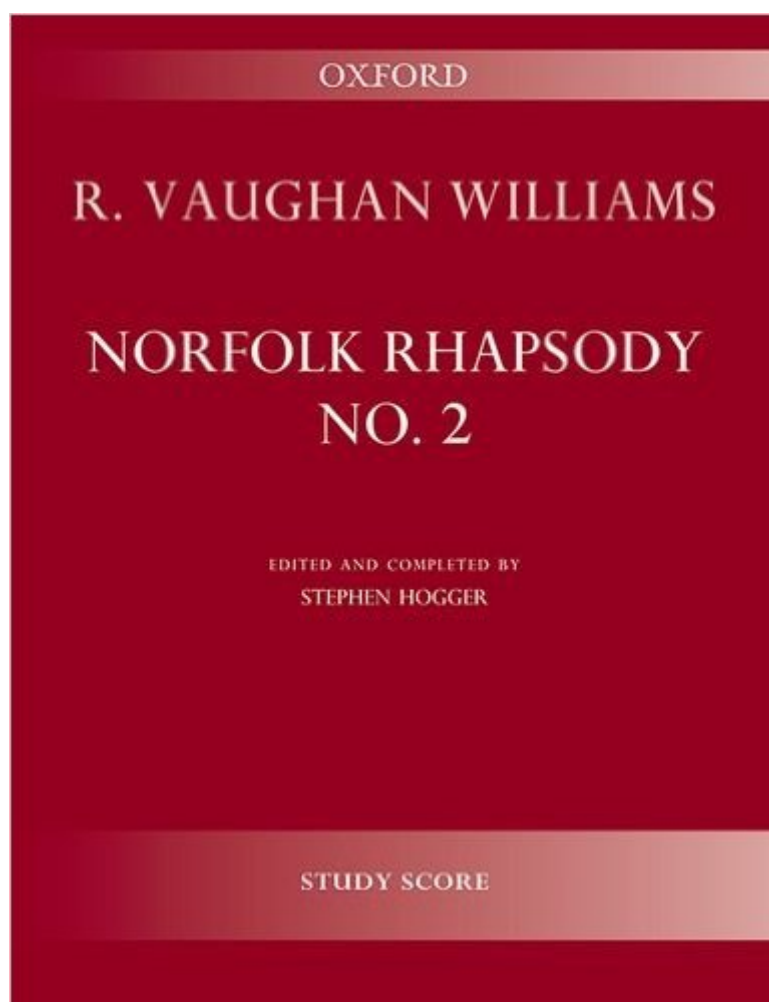 OXFORD
R. VAUGHAN WILLIAMS
NORFOLK RHAPSODY
NO. 2
EDITED AND COMPLETED BY
STEPHEN HOGGER
STUDY SCORE